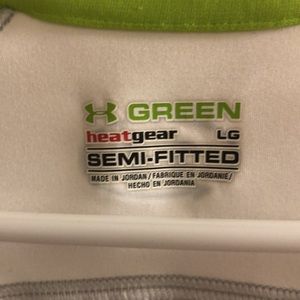 GREEN
heatgear LG
SEMI-FITTED
MADE IN JORDAN / FABRIQUE EN JORDANIE/
HECHO EN JORDANIA